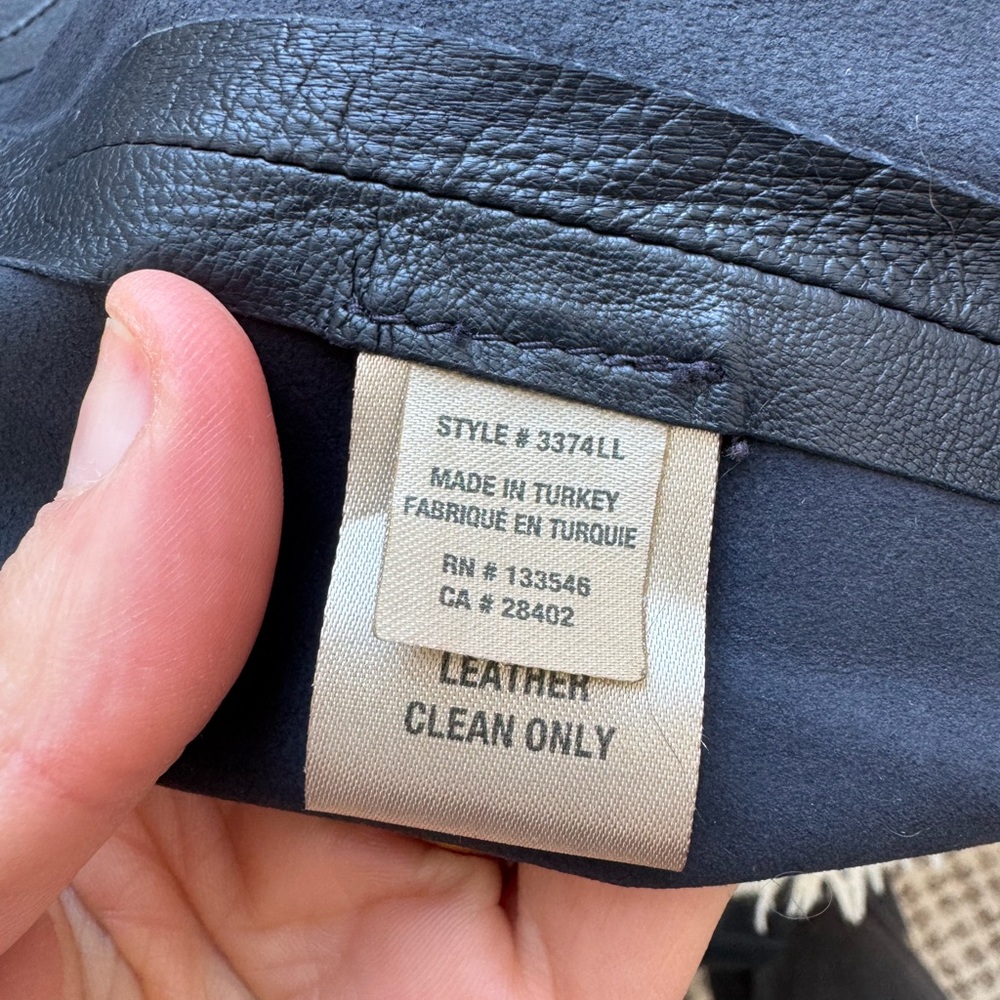 STYLE # 3374LL
MADE IN TURKEY
FABRIQUÉ EN TURQUIE
RN # 133546
CA # 28402
LEATHER
CLEAN ONLY